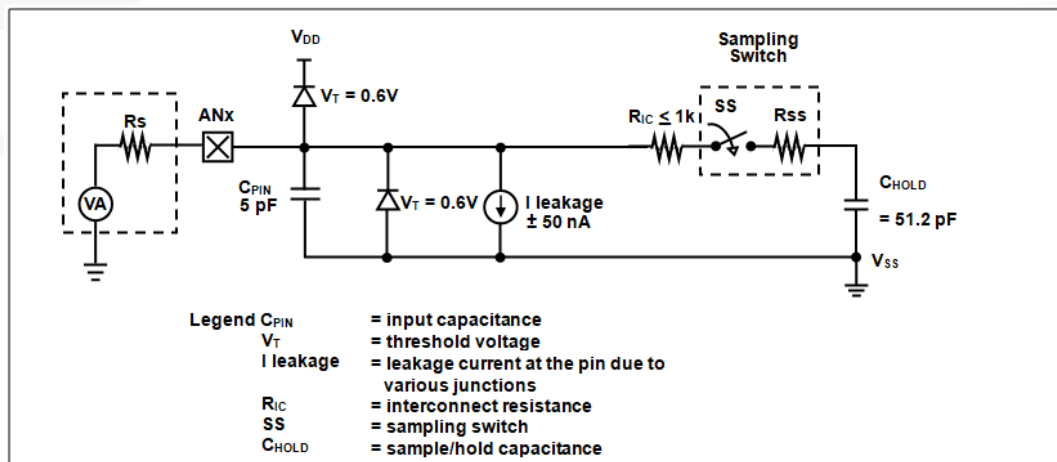 VDD
Sampling
Switch
VT = 0.6V
Rs
ANx
RIC ≤ 1k
SS
Rss
CPIN
5 pF
VT = 0.6V
I leakage
± 50 nA
CHOLD
= 51.2 pF
VA
VSS
Legend CPIN = input capacitance
VT = threshold voltage
I leakage = leakage current at the pin due to
various junctions
RIC = interconnect resistance
SS = sampling switch
CHOLD = sample/hold capacitance